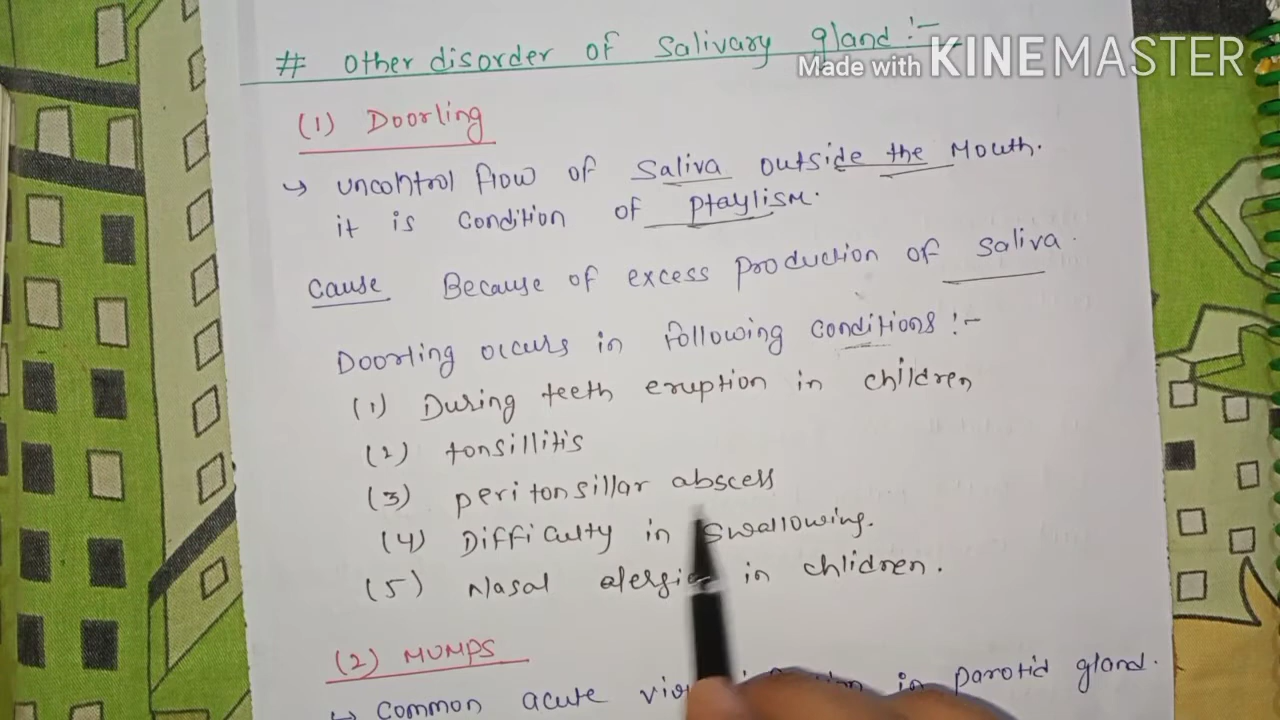 # Other disorder of Salivary gland :-
Made with KINEMASTER
(1) Doorling
↳ uncontrol flow of saliva outside the Mouth.
it is condition of ptaylism.
Cause Because of excess production of saliva.
Doorling occurs in following conditions :-
(1) During teeth eruption in children
(2) tonsillitis
(3) peritonsillar abscess
(4) Difficulty in swallowing.
(5) Nasal in chlidren.
(2) MUMPS
↳ Common acute in parotid gland.